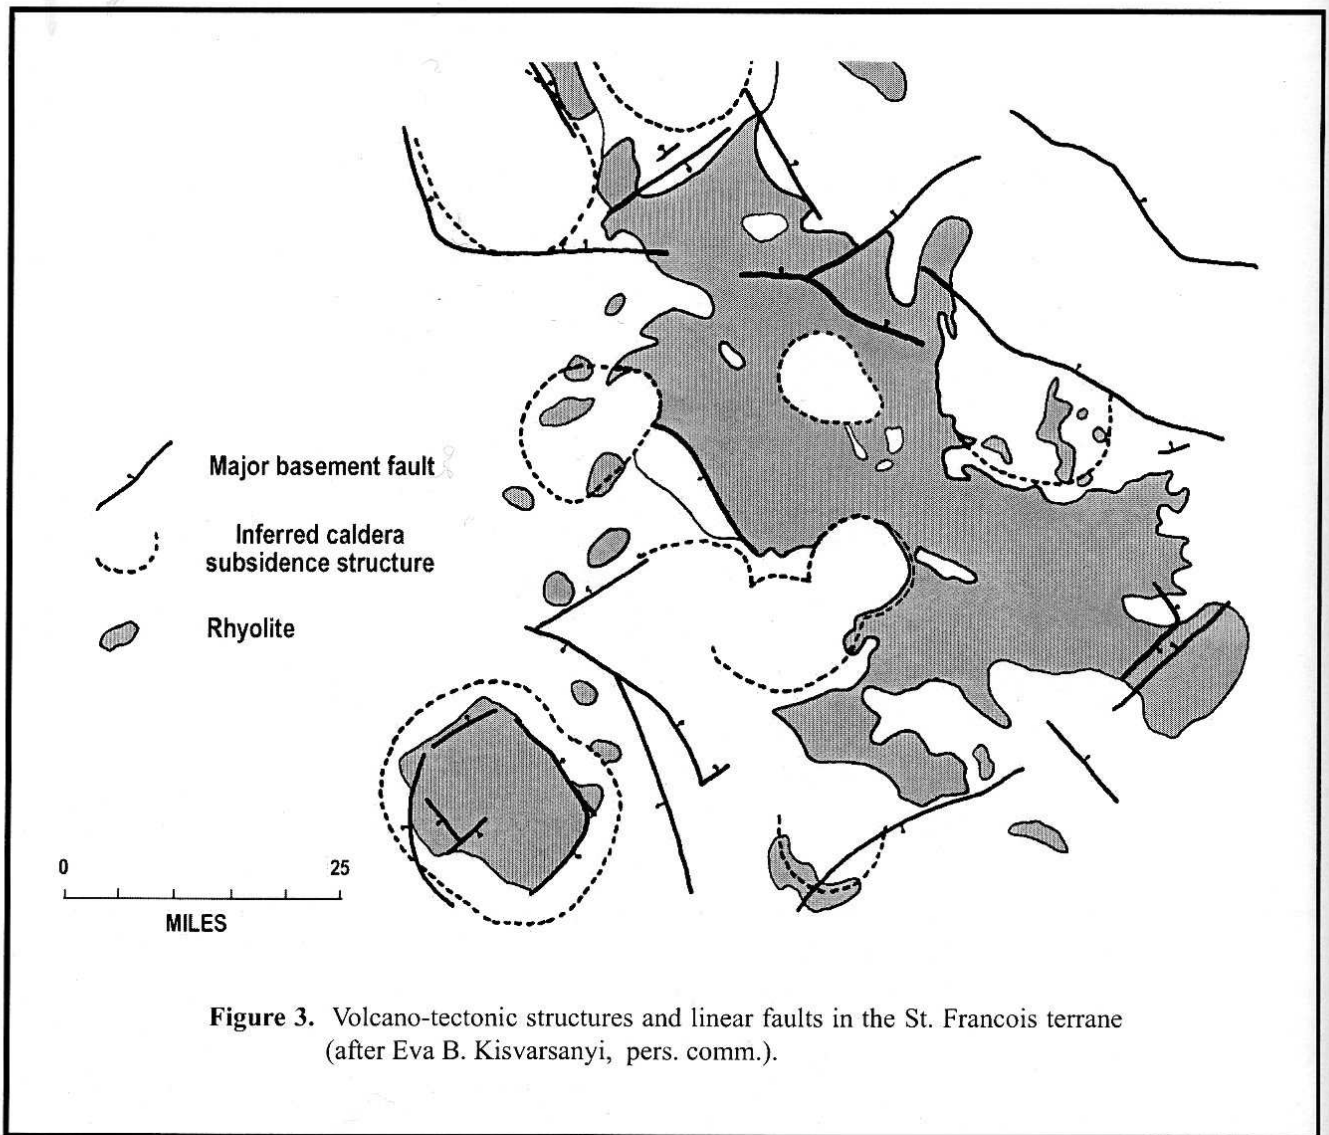 Major basement fault
Inferred caldera
subsidence structure
Rhyolite
0 25
MILES
Figure 3. Volcano-tectonic structures and linear faults in the St. Francois terrane
(after Eva B. Kisvarsanyi, pers. comm.).